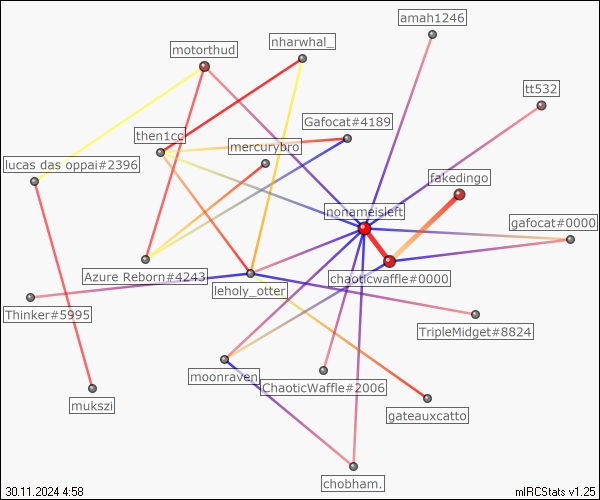 amah1246
nharwhal_
motorthud
tt532
Gafocat#4189
then1cc
mercurybro
lucas das oppai#2396
fakedingo
nonameisleft
gafocat#0000
Azure Reborn#4243
chaoticwaffle#0000
leholy_otter
Thinker#5995
TripleMidget#8824
moonraven
ChaoticWaffle#2006
mukszi
gateauxcatto
chobham.
30.11.2024 4:58
mIRCStats v1.25